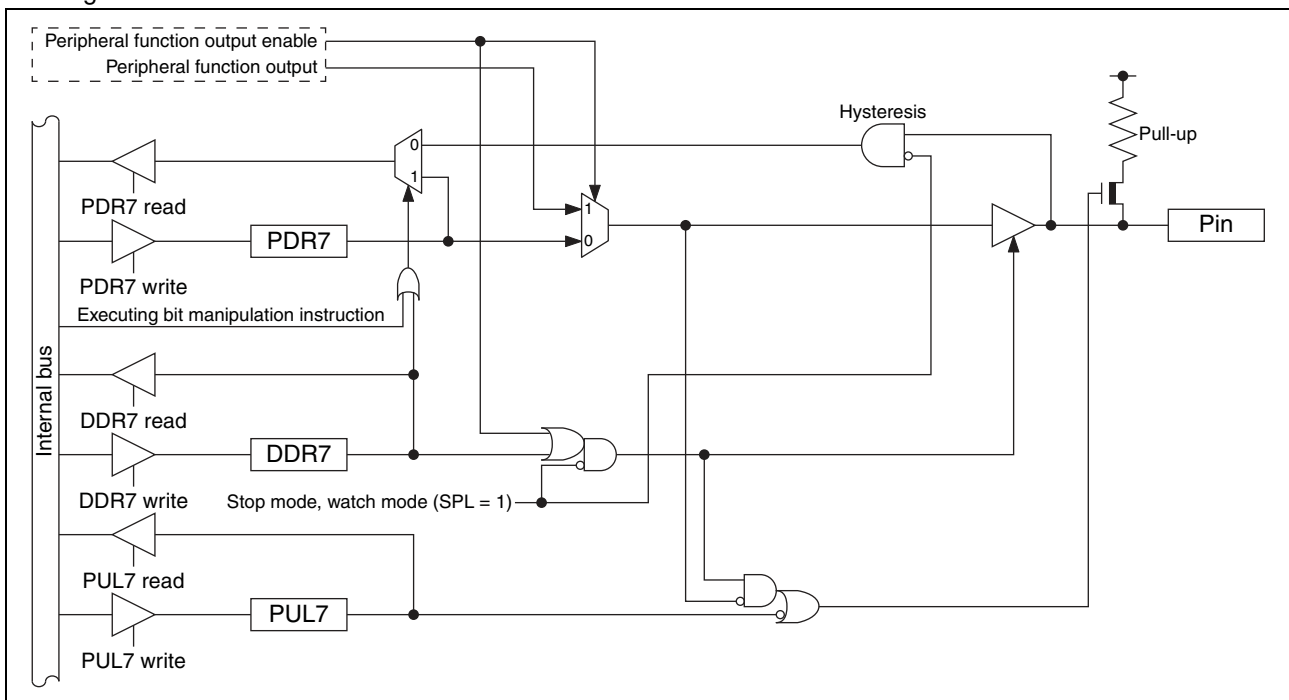 Peripheral function output enable
Peripheral function output
Hysteresis
Pull-up
0
1
PDR7 read
1
PDR7
0
Pin
PDR7 write
Executing bit manipulation instruction
Internal bus
DDR7 read
DDR7
DDR7 write
Stop mode, watch mode (SPL = 1)
PUL7 read
PUL7
PUL7 write